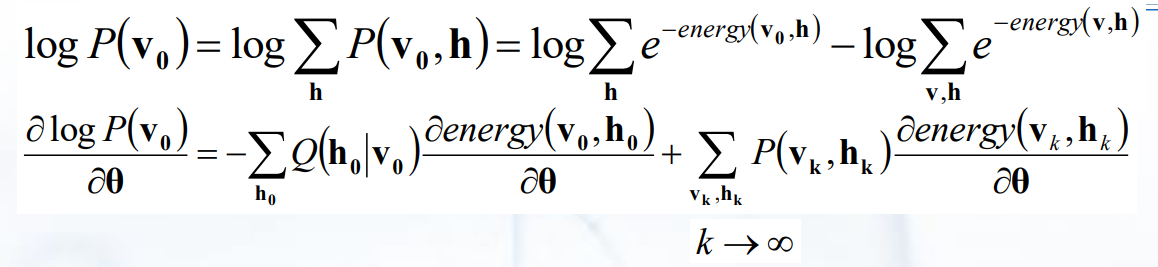 log P(v₀) = log ∑_h P(v₀,h) = log ∑_h e^{−energy(v₀,h)} − log ∑_{v,h} e^{−energy(v,h)}
∂log P(v₀)/∂θ = −∑_{h₀} Q(h₀|v₀) ∂energy(v₀,h₀)/∂θ + ∑_{v_k,h_k} P(v_k,h_k) ∂energy(v_k,h_k)/∂θ
k → ∞